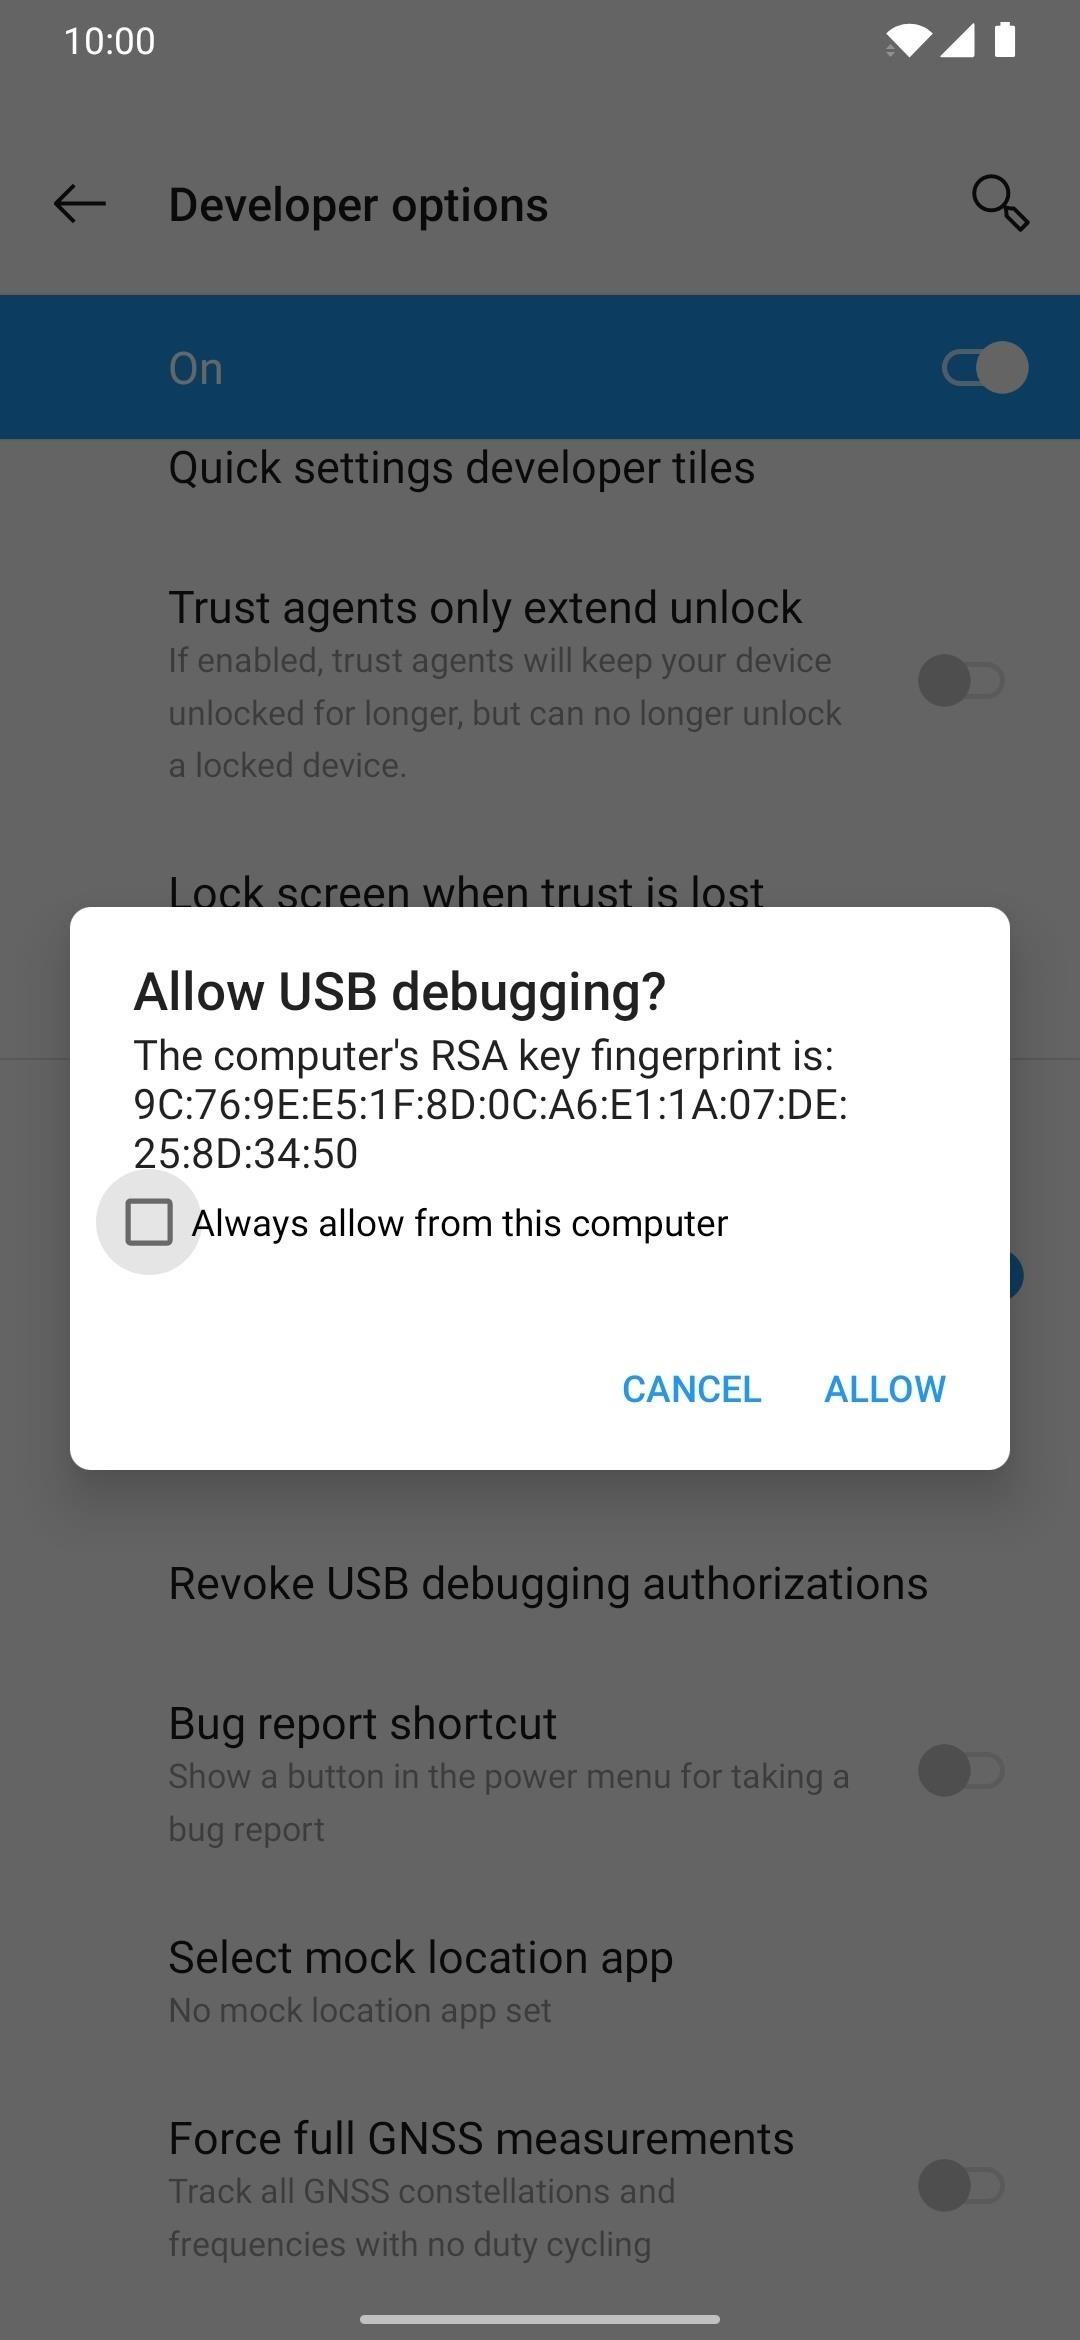 10:00
Developer options
On
Quick settings developer tiles
Trust agents only extend unlock
If enabled, trust agents will keep your device
unlocked for longer, but can no longer unlock
a locked device.
Lock screen when trust is lost
Allow USB debugging?
The computer's RSA key fingerprint is:
9C:76:9E:E5:1F:8D:0C:A6:E1:1A:07:DE:
25:8D:34:50
Always allow from this computer
CANCEL ALLOW
Revoke USB debugging authorizations
Bug report shortcut
Show a button in the power menu for taking a
bug report
Select mock location app
No mock location app set
Force full GNSS measurements
Track all GNSS constellations and
frequencies with no duty cycling